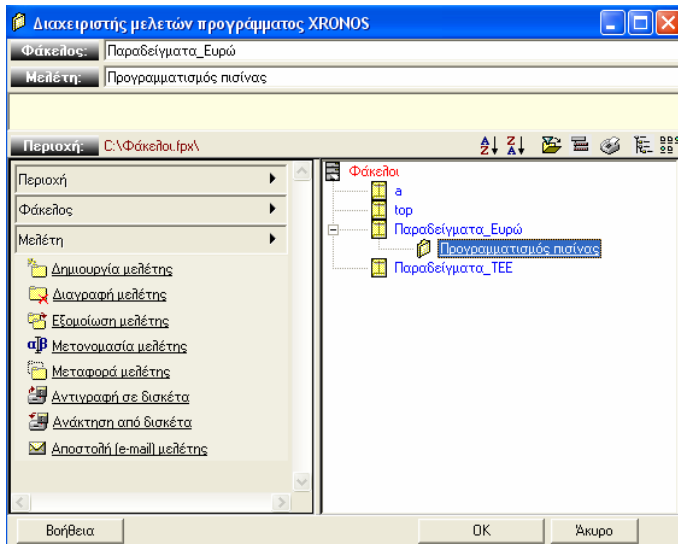 Διαχειριστής μελετών προγράμματος XRONOS
Φάκελος: Παραδείγματα_Ευρώ
Μελέτη: Προγραμματισμός πισίνας
Περιοχή: C:\Φάκελοι.fpx\
Περιοχή
Φάκελος
Μελέτη
Δημιουργία μελέτης
Διαγραφή μελέτης
Εξομοίωση μελέτης
αβ Μετονομασία μελέτης
Μεταφορά μελέτης
Αντιγραφή σε δισκέτα
Ανάκτηση από δισκέτα
Αποστολή (e-mail) μελέτης
Φάκελοι
a
top
Παραδείγματα_Ευρώ
Προγραμματισμός πισίνας
Παραδείγματα_ΤΕΕ
Βοήθεια
OK
Άκυρο